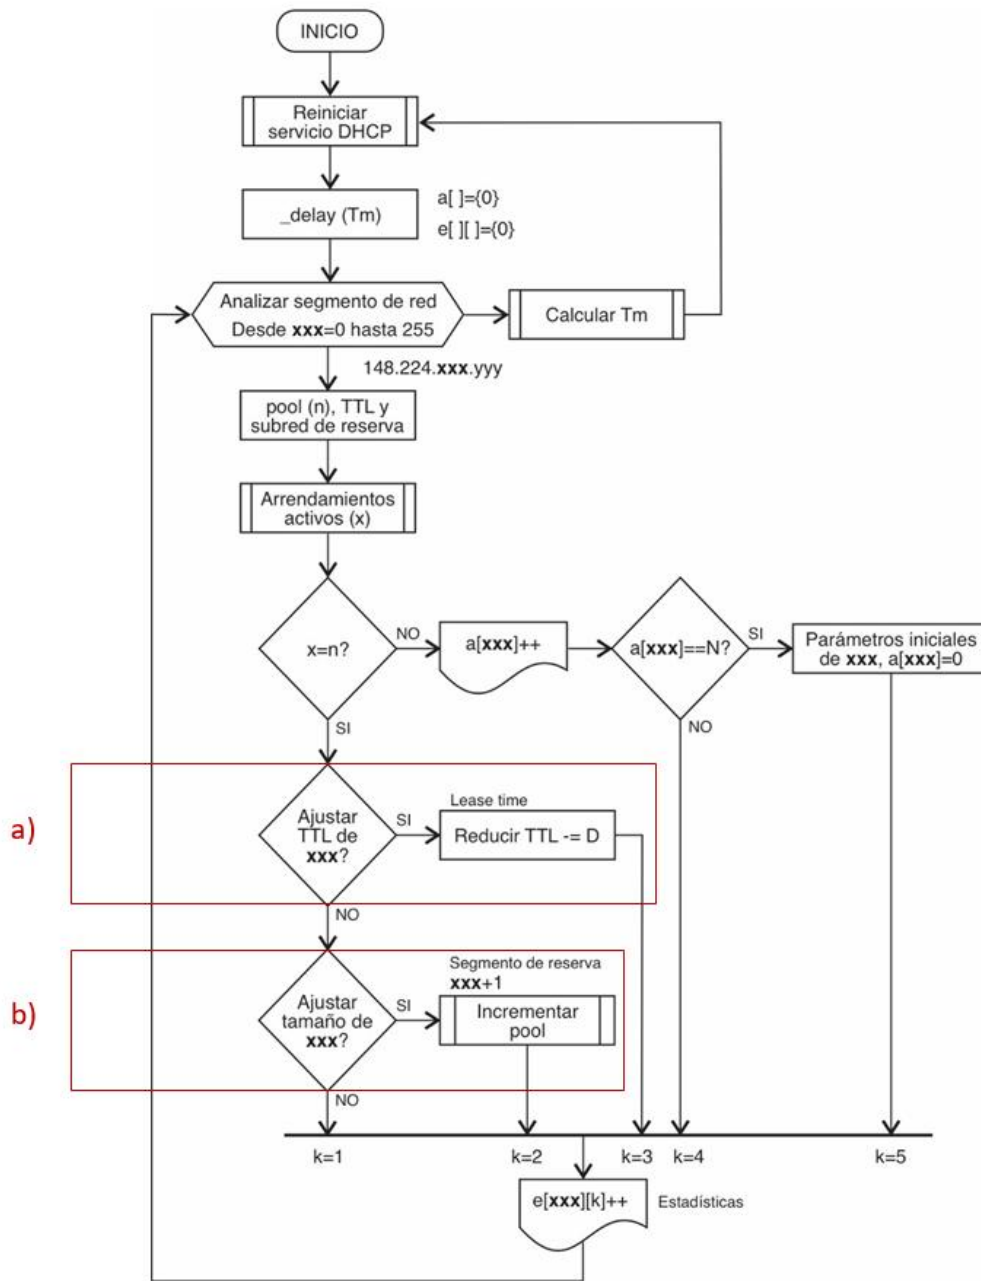 INICIO
Reiniciar
servicio DHCP
_delay (Tm)
a[ ]={0}
e[ ][ ]={0}
Analizar segmento de red
Desde xxx=0 hasta 255
Calcular Tm
148.224.xxx.yyy
pool (n), TTL y
subred de reserva
Arrendamientos
activos (x)
x=n?
NO
a[xxx]++
a[xxx]==N?
SI
Parámetros iniciales
de xxx, a[xxx]=0
SI
NO
a)
Ajustar
TTL de
xxx?
SI
Lease time
Reducir TTL -= D
NO
b)
Ajustar
tamaño de
xxx?
SI
Segmento de reserva
xxx+1
Incrementar
pool
NO
k=1
k=2
k=3
k=4
k=5
e[xxx][k]++
Estadísticas